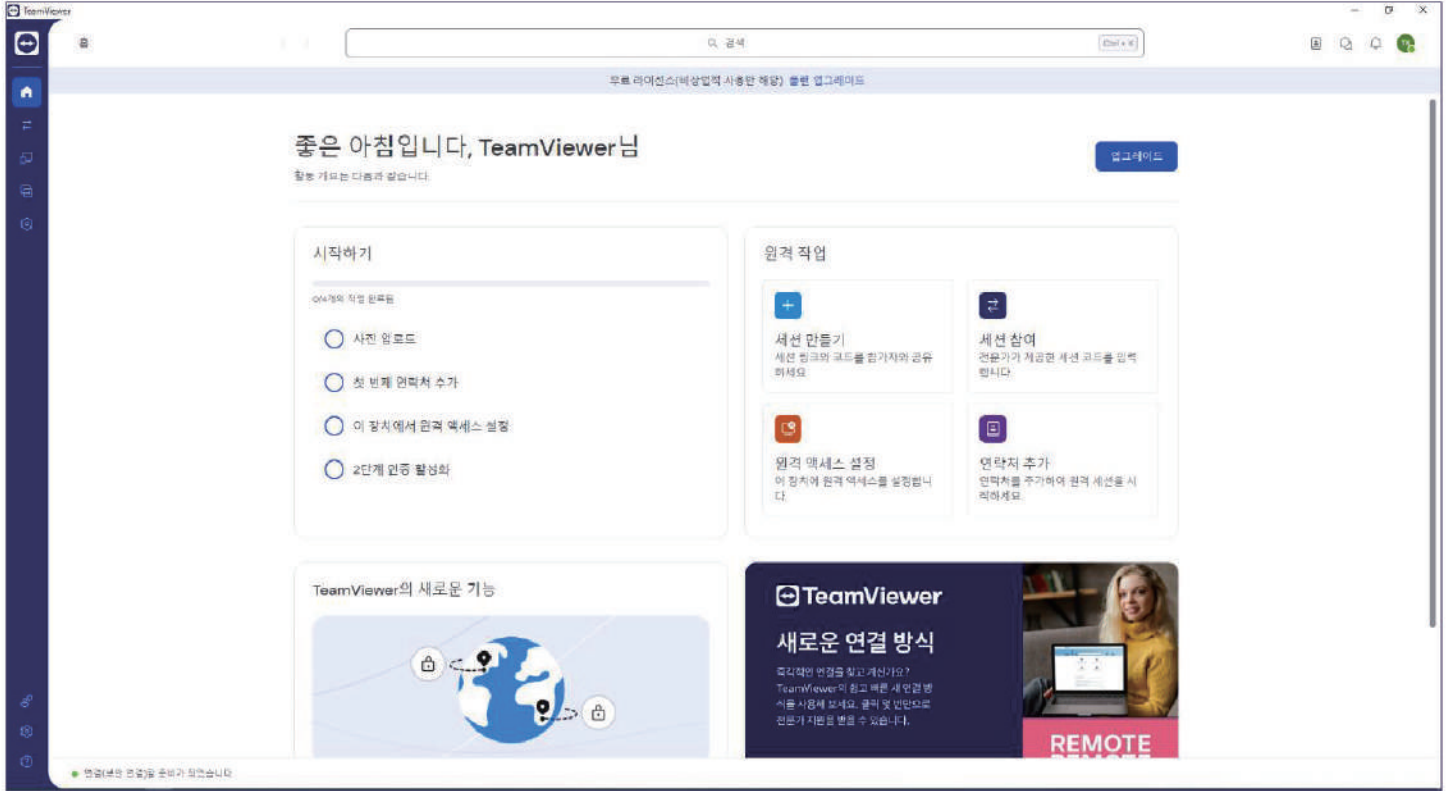 TeamViewer
홈
검색
Ctrl + K
무료 라이선스(비상업적 사용만 해당) 플랜 업그레이드
좋은 아침입니다, TeamViewer님
업그레이드
활동 개요는 다음과 같습니다.
시작하기
0/4개의 작업 완료됨
사진 업로드
첫 번째 연락처 추가
이 장치에서 원격 액세스 설정
2단계 인증 활성화
원격 작업
세션 만들기
세션 링크와 코드를 참가자와 공유
하세요.
세션 참여
전문가가 제공한 세션 코드를 입력
합니다.
원격 액세스 설정
이 장치에 원격 액세스를 설정합니
다.
연락처 추가
연락처를 추가하여 원격 세션을 시
작하세요.
TeamViewer의 새로운 기능
TeamViewer
새로운 연결 방식
즉각적인 연결을 찾고 계신가요?
TeamViewer의 쉽고 빠른 새 연결 방
식을 사용해 보세요. 클릭 몇 번만으로
전문가 지원을 받을 수 있습니다.
REMOTE
연결(보안 연결)할 준비가 되었습니다